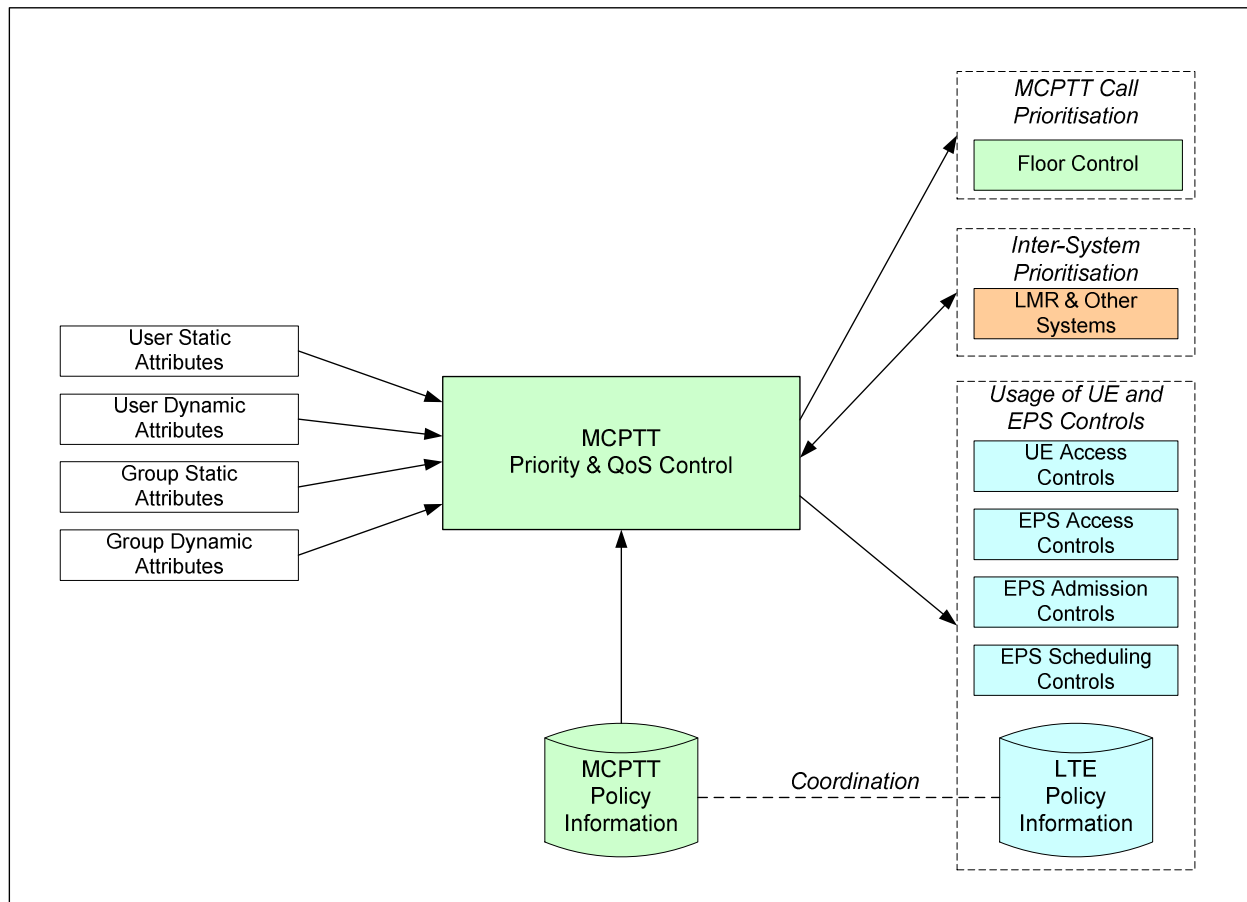 MCPTT Call
Prioritisation
Floor Control
Inter-System
Prioritisation
LMR & Other
Systems
User Static
Attributes
User Dynamic
Attributes
Group Static
Attributes
Group Dynamic
Attributes
MCPTT
Priority & QoS Control
Usage of UE and
EPS Controls
UE Access
Controls
EPS Access
Controls
EPS Admission
Controls
EPS Scheduling
Controls
MCPTT
Policy
Information
Coordination
LTE
Policy
Information